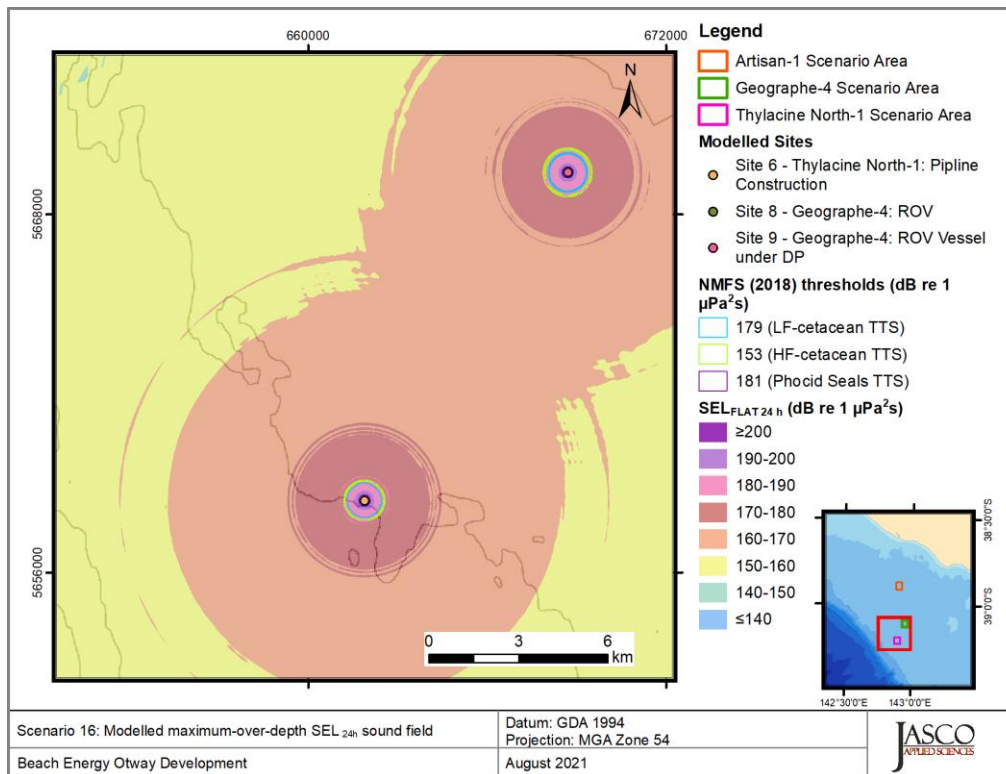 660000
672000
5668000
5656000
N
0 3 6
km
Legend
Artisan-1 Scenario Area
Geographe-4 Scenario Area
Thylacine North-1 Scenario Area
Modelled Sites
Site 6 - Thylacine North-1: Pipline
Construction
Site 8 - Geographe-4: ROV
Site 9 - Geographe-4: ROV Vessel
under DP
NMFS (2018) thresholds (dB re 1
µPa²s)
179 (LF-cetacean TTS)
153 (HF-cetacean TTS)
181 (Phocid Seals TTS)
SEL FLAT 24 h (dB re 1 µPa²s)
≥200
190-200
180-190
170-180
160-170
150-160
140-150
≤140
38°30'0"S
39°0'0"S
142°30'0"E
143°0'0"E
Scenario 16: Modelled maximum-over-depth SEL 24h sound field
Datum: GDA 1994
Projection: MGA Zone 54
Beach Energy Otway Development
August 2021
JASCO
APPLIED SCIENCES